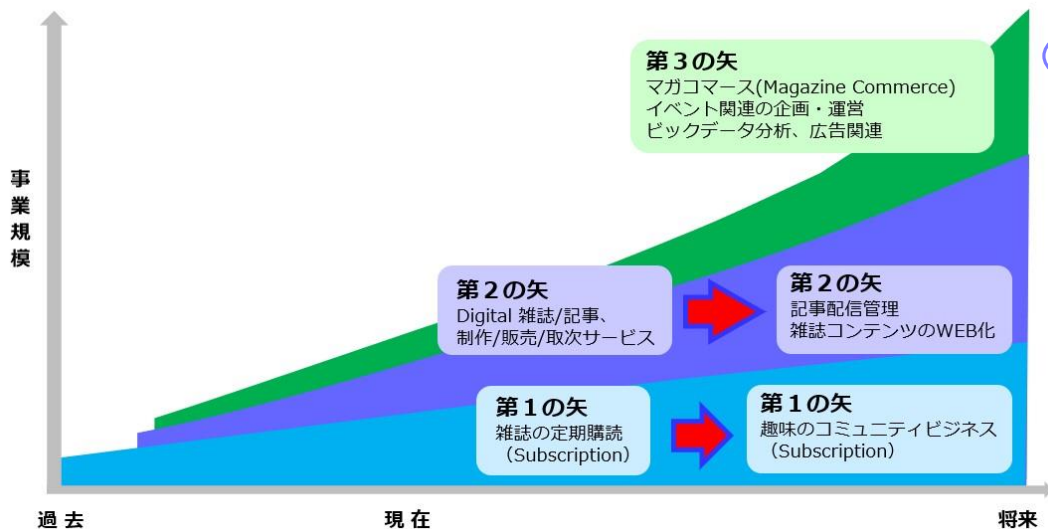 第３の矢
マガコマース(Magazine Commerce)
イベント関連の企画・運営
ビックデータ分析、広告関連
事業規模
第２の矢
Digital 雑誌/記事、
制作/販売/取次サービス
第２の矢
記事配信管理
雑誌コンテンツのWEB化
第１の矢
雑誌の定期購読
（Subscription）
第１の矢
趣味のコミュニティビジネス
（Subscription）
過 去
現 在
将来